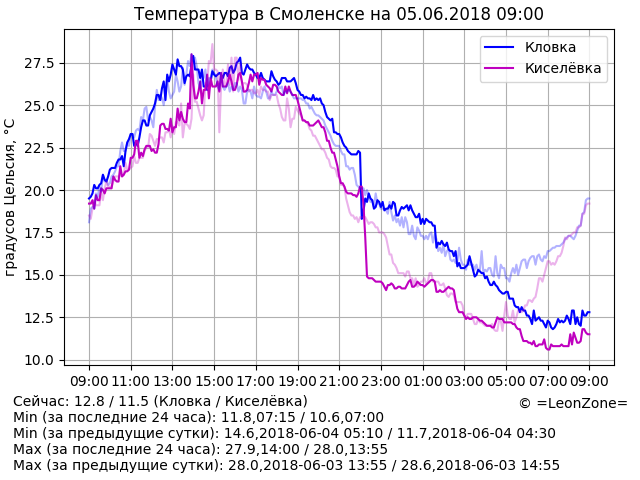 Температура в Смоленске на 05.06.2018 09:00
Кловка
Киселёвка
градусов Цельсия, °C
27.5
25.0
22.5
20.0
17.5
15.0
12.5
10.0
09:00 11:00 13:00 15:00 17:00 19:00 21:00 23:00 01:00 03:00 05:00 07:00 09:00
Сейчас: 12.8 / 11.5 (Кловка / Киселёвка)
© =LeonZone=
Min (за последние 24 часа): 11.8,07:15 / 10.6,07:00
Min (за предыдущие сутки): 14.6,2018-06-04 05:10 / 11.7,2018-06-04 04:30
Max (за последние 24 часа): 27.9,14:00 / 28.0,13:55
Max (за предыдущие сутки): 28.0,2018-06-03 13:55 / 28.6,2018-06-03 14:55